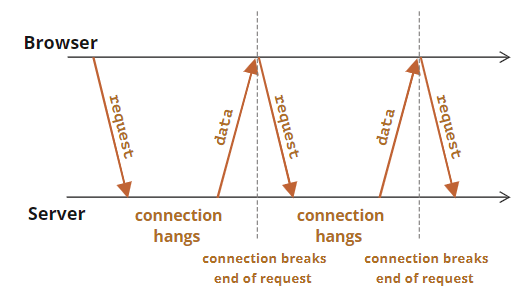 Browser
request
data
request
data
request
Server
connection
hangs
connection
hangs
connection breaks
end of request
connection breaks
end of request